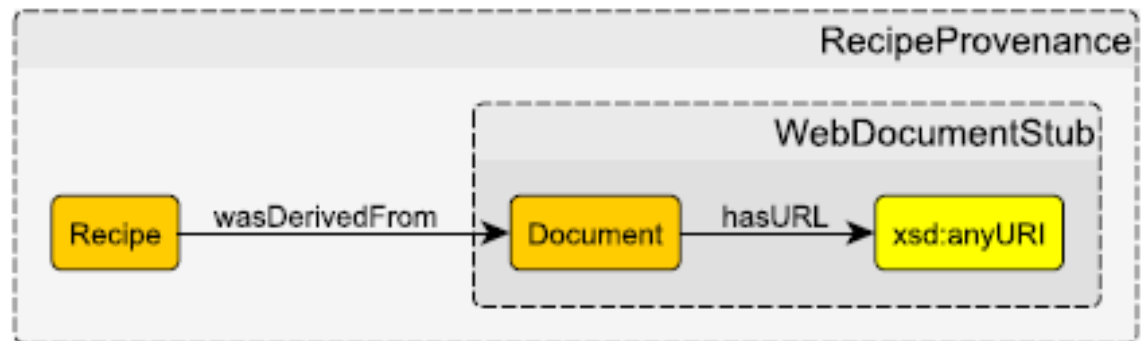 RecipeProvenance
WebDocumentStub
Recipe
wasDerivedFrom
Document
hasURL
xsd:anyURI